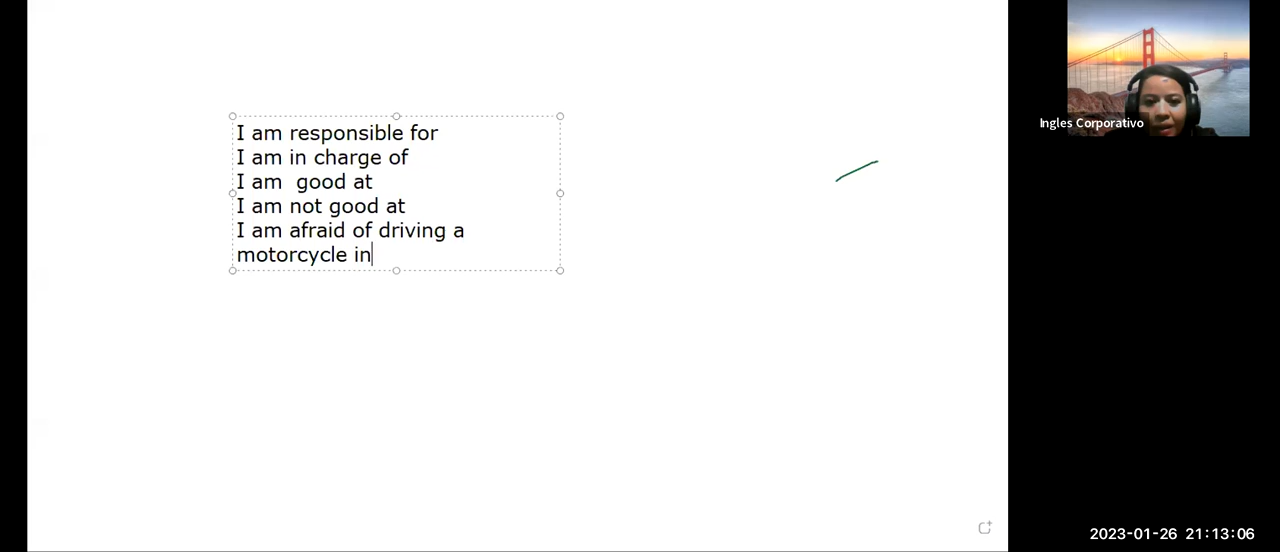 I am responsible for
I am in charge of
I am  good at
I am not good at
I am afraid of driving a
motorcycle in
Ingles Corporativo
2023-01-26 21:13:06